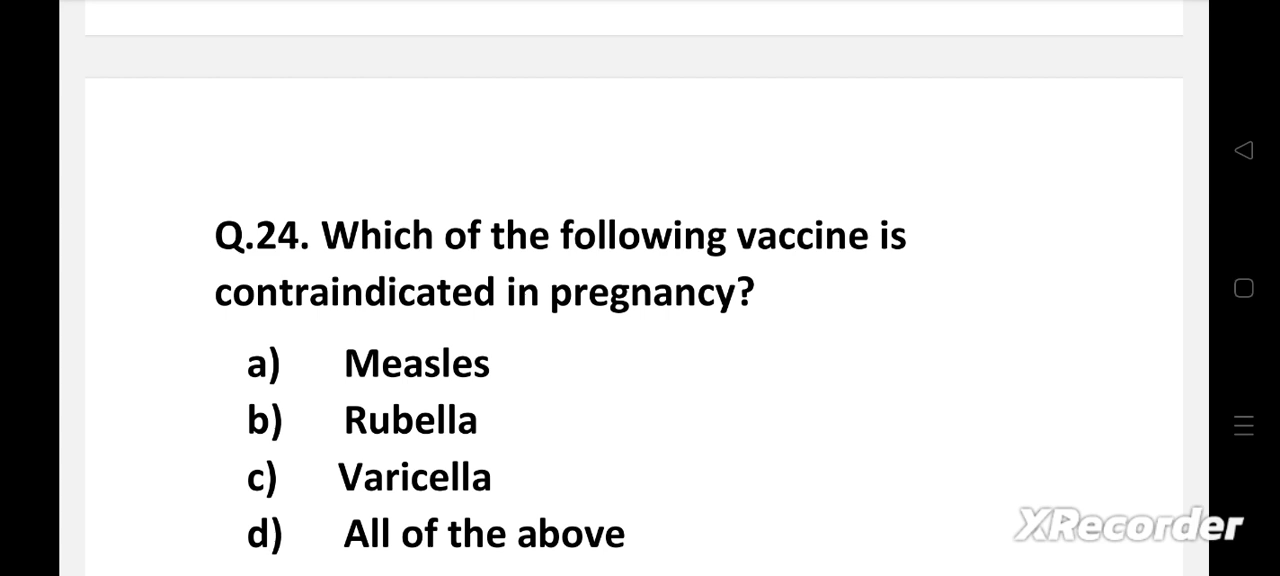 Q.24. Which of the following vaccine is
contraindicated in pregnancy?
a) Measles
b) Rubella
c) Varicella
d) All of the above
XRecorder